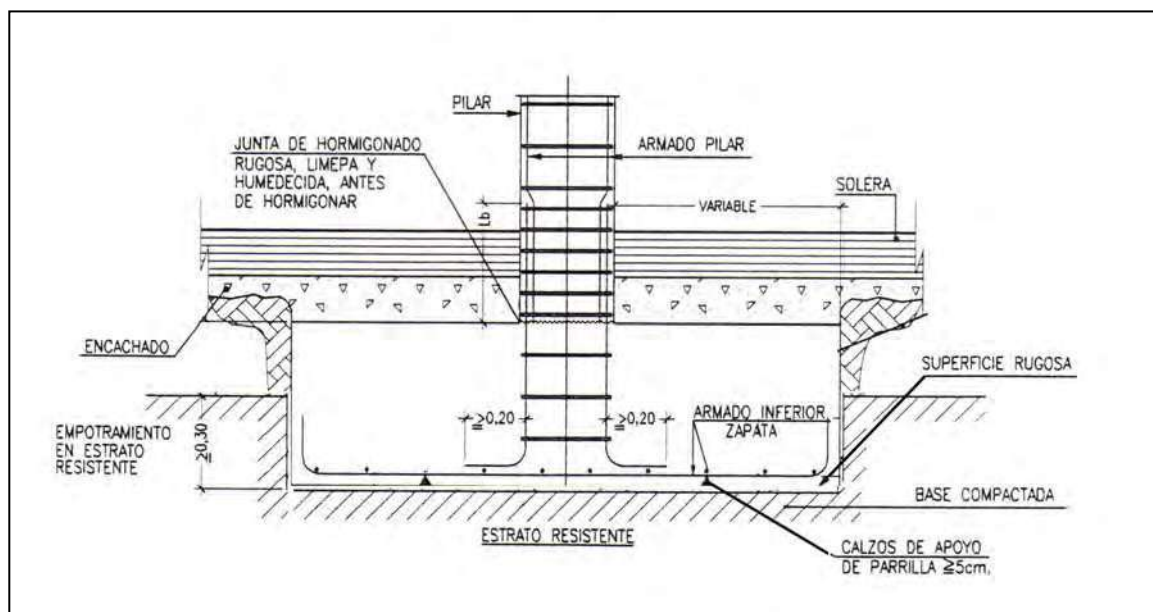 PILAR
JUNTA DE HORMIGONADO
RUGOSA, LIMEPA Y
HUMEDECIDA, ANTES
DE HORMIGONAR
ARMADO PILAR
SOLERA
VARIABLE
Lb
ENCACHADO
SUPERFICIE RUGOSA
≧0,20
≧0,20
ARMADO INFERIOR
ZAPATA
EMPOTRAMIENTO
EN ESTRATO
RESISTENTE
≥0,30
BASE COMPACTADA
ESTRATO RESISTENTE
CALZOS DE APOYO
DE PARRILLA ≧5cm.